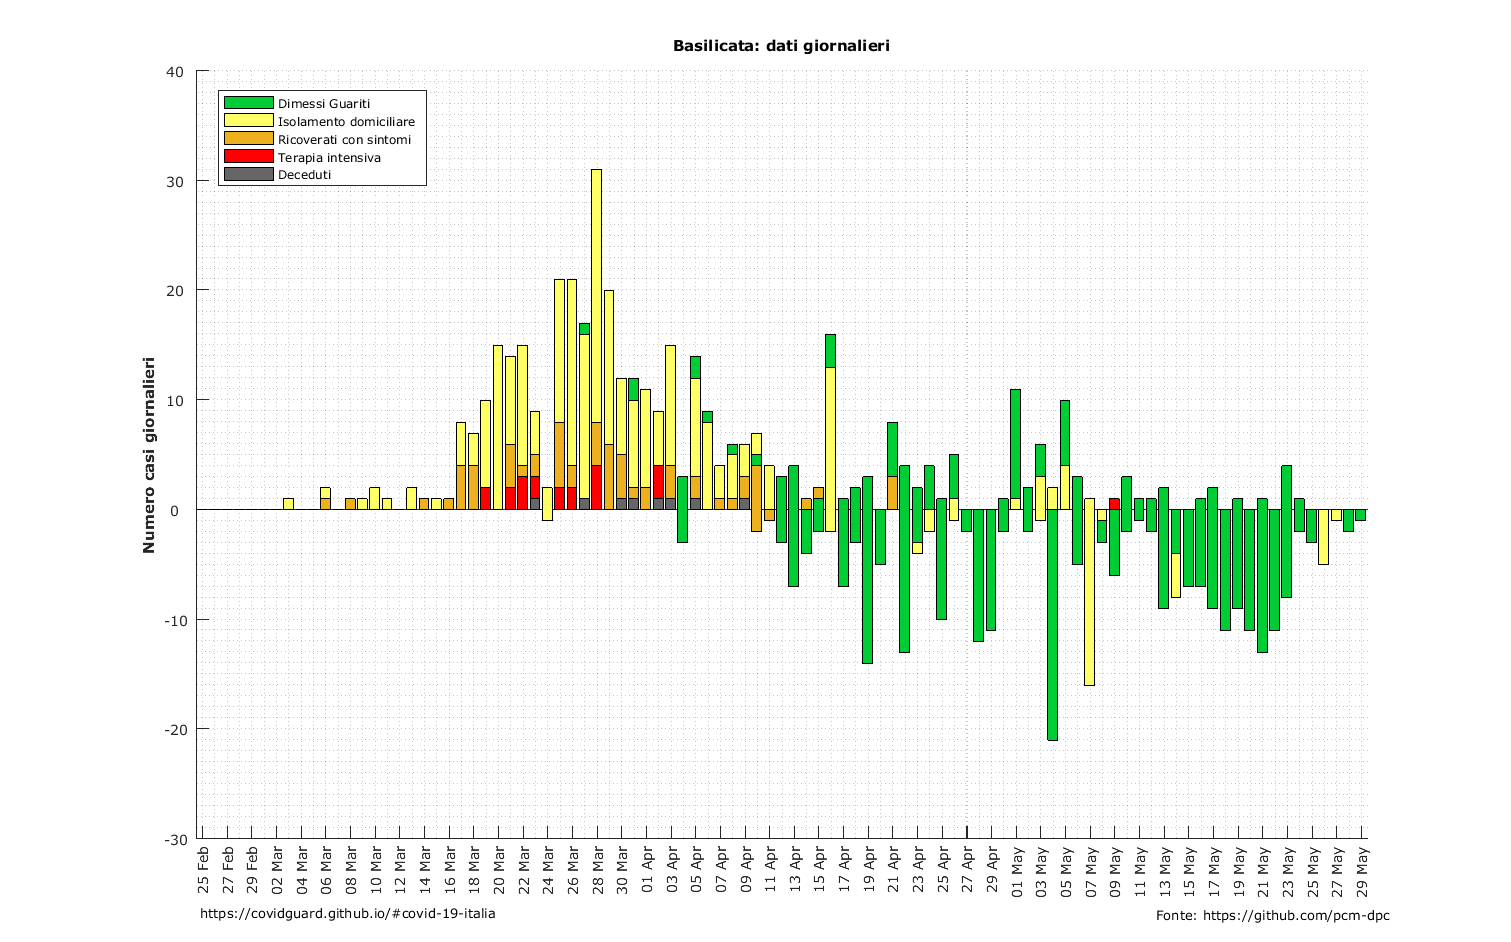 Basilicata: dati giornalieri
40
30
20
10
0
-10
-20
-30
Numero casi giornalieri
Dimessi Guariti
Isolamento domiciliare
Ricoverati con sintomi
Terapia intensiva
Deceduti
25 Feb
27 Feb
29 Feb
02 Mar
04 Mar
06 Mar
08 Mar
10 Mar
12 Mar
14 Mar
16 Mar
18 Mar
20 Mar
22 Mar
24 Mar
26 Mar
28 Mar
30 Mar
01 Apr
03 Apr
05 Apr
07 Apr
09 Apr
11 Apr
13 Apr
15 Apr
17 Apr
19 Apr
21 Apr
23 Apr
25 Apr
27 Apr
29 Apr
01 May
03 May
05 May
07 May
09 May
11 May
13 May
15 May
17 May
19 May
21 May
23 May
25 May
27 May
29 May
https://covidguard.github.io/#covid-19-italia
Fonte: https://github.com/pcm-dpc